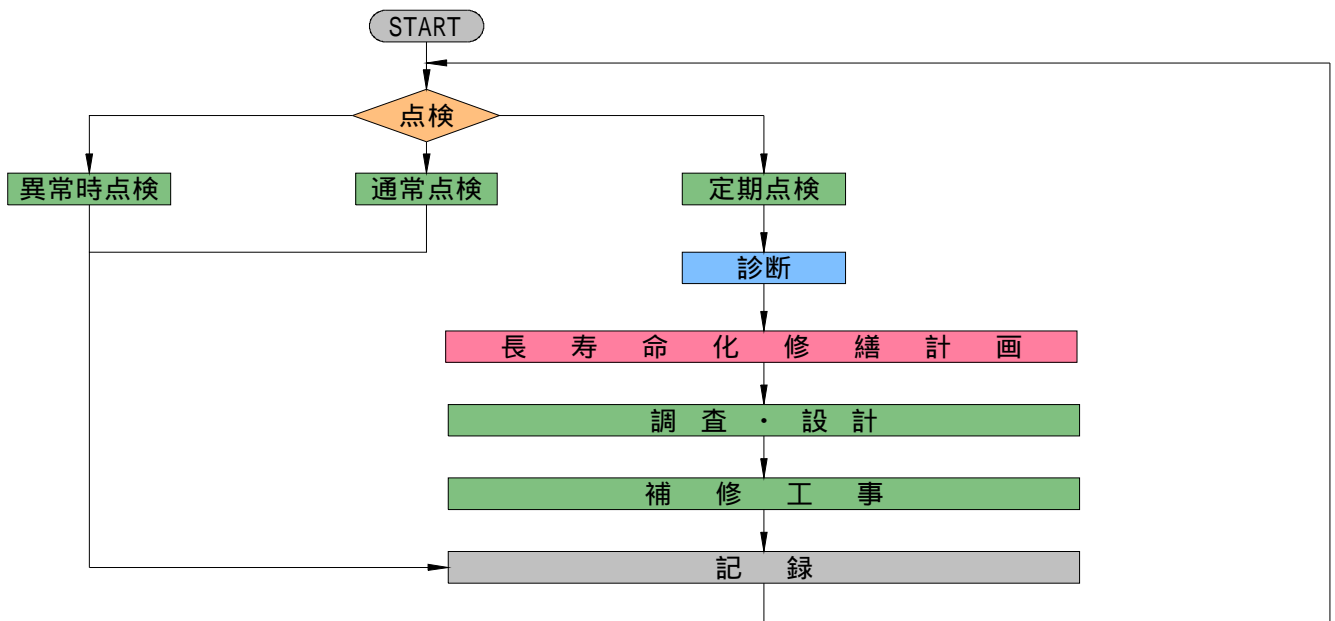 START
点検
異常時点検
通常点検
定期点検
診断
長寿命化修繕計画
調査・設計
補修工事
記録